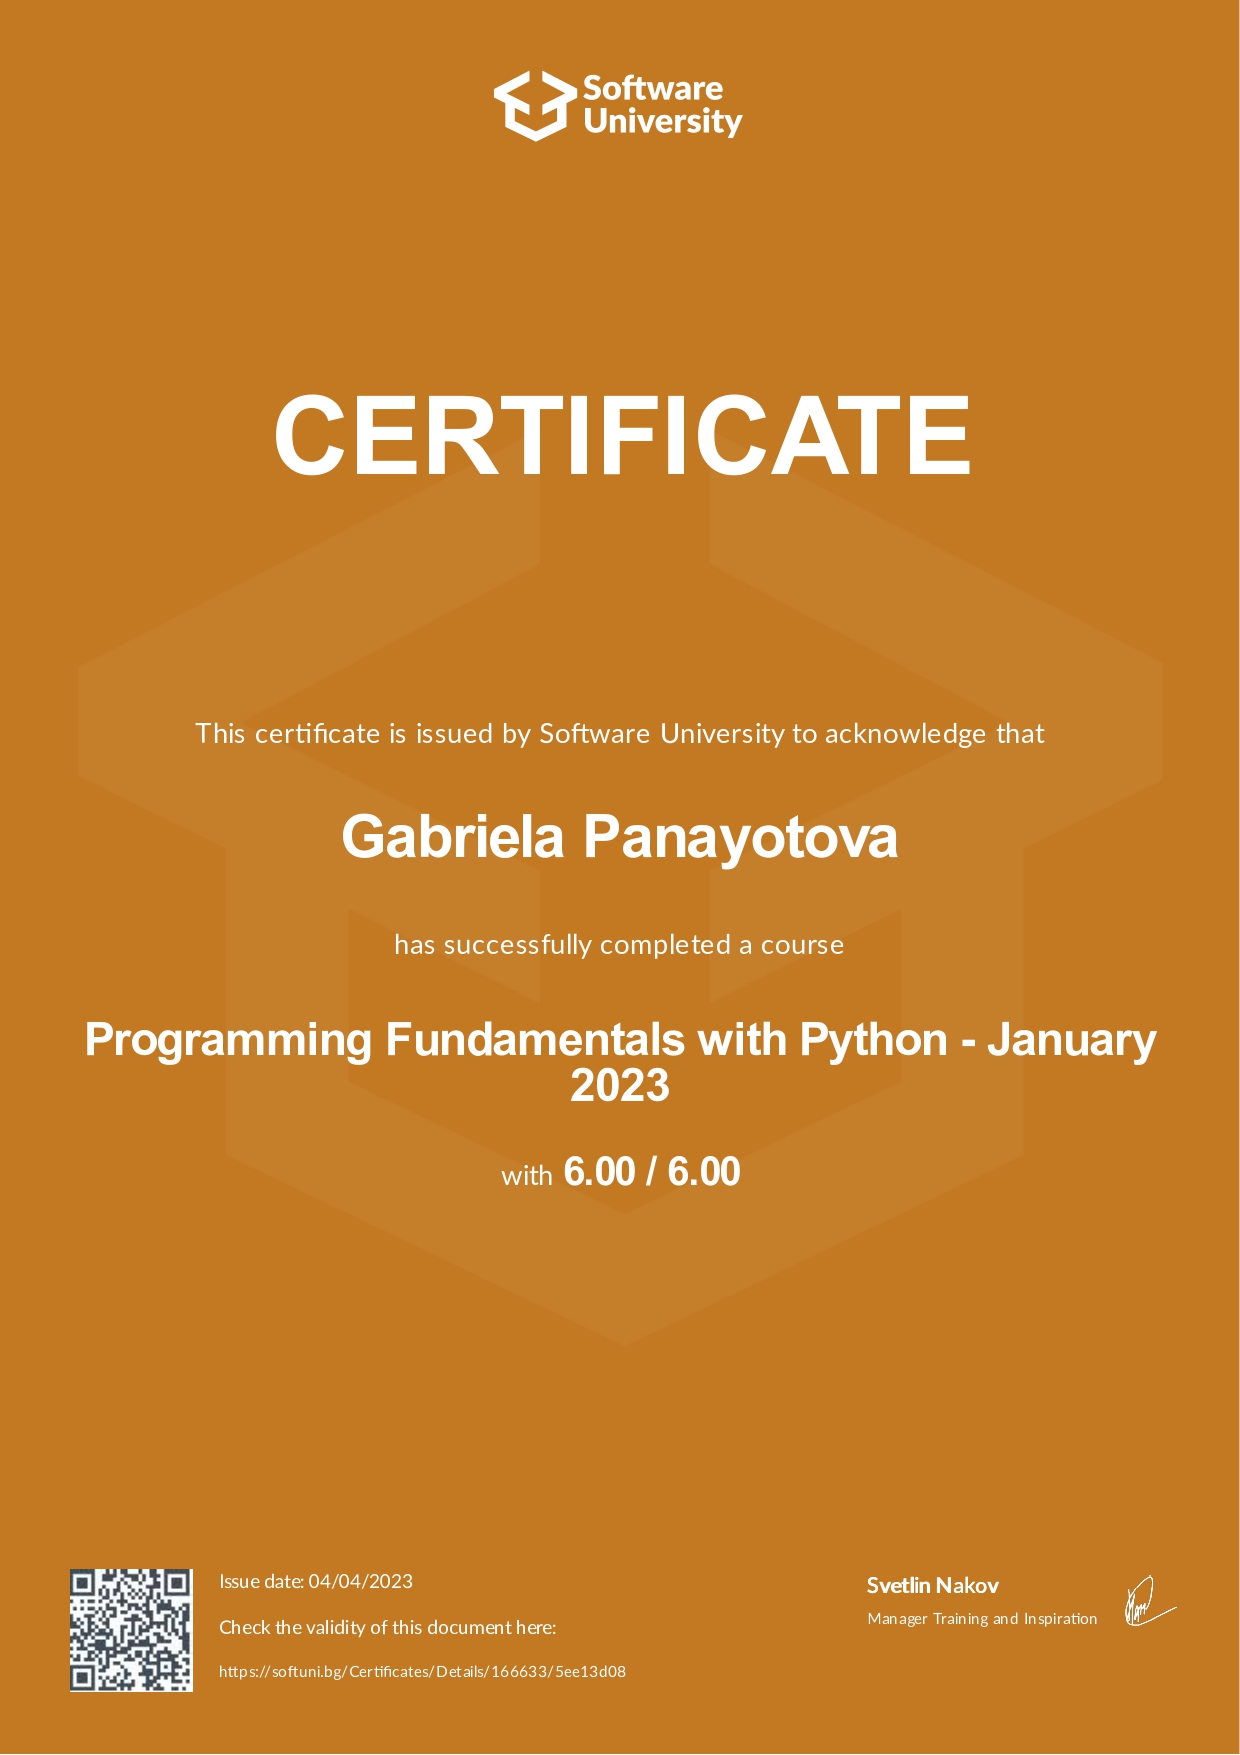 Software
University
CERTIFICATE
This certificate is issued by Software University to acknowledge that
Gabriela Panayotova
has successfully completed a course
Programming Fundamentals with Python - January
2023
with 6.00 / 6.00
Issue date: 04/04/2023
Check the validity of this document here:
https://softuni.bg/Certificates/Details/166633/5ee13d08
Svetlin Nakov
Manager Training and Inspiration